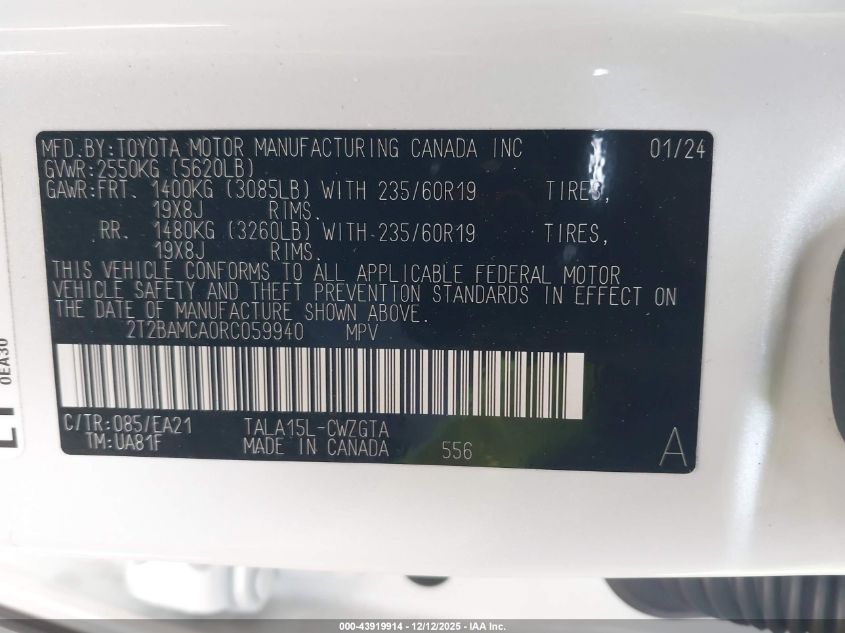 MFD.BY:TOYOTA MOTOR MANUFACTURING CANADA INC 01/24
GVWR:2550KG (5620LB)
GAWR:FRT. 1400KG (3085LB) WITH 235/60R19 TIRES,
19X8J RIMS.
RR. 1480KG (3260LB) WITH 235/60R19 TIRES,
19X8J RIMS.
THIS VEHICLE CONFORMS TO ALL APPLICABLE FEDERAL MOTOR
VEHICLE SAFETY AND THEFT PREVENTION STANDARDS IN EFFECT ON
THE DATE OF MANUFACTURE SHOWN ABOVE.
2T2BAMCA0RC059940 MPV
C/TR:085/EA21 TALA15L-CWZGTA
TM:UA81F MADE IN CANADA 556 A
0EA30
000-43919914 - 12/12/2025 - IAA Inc.